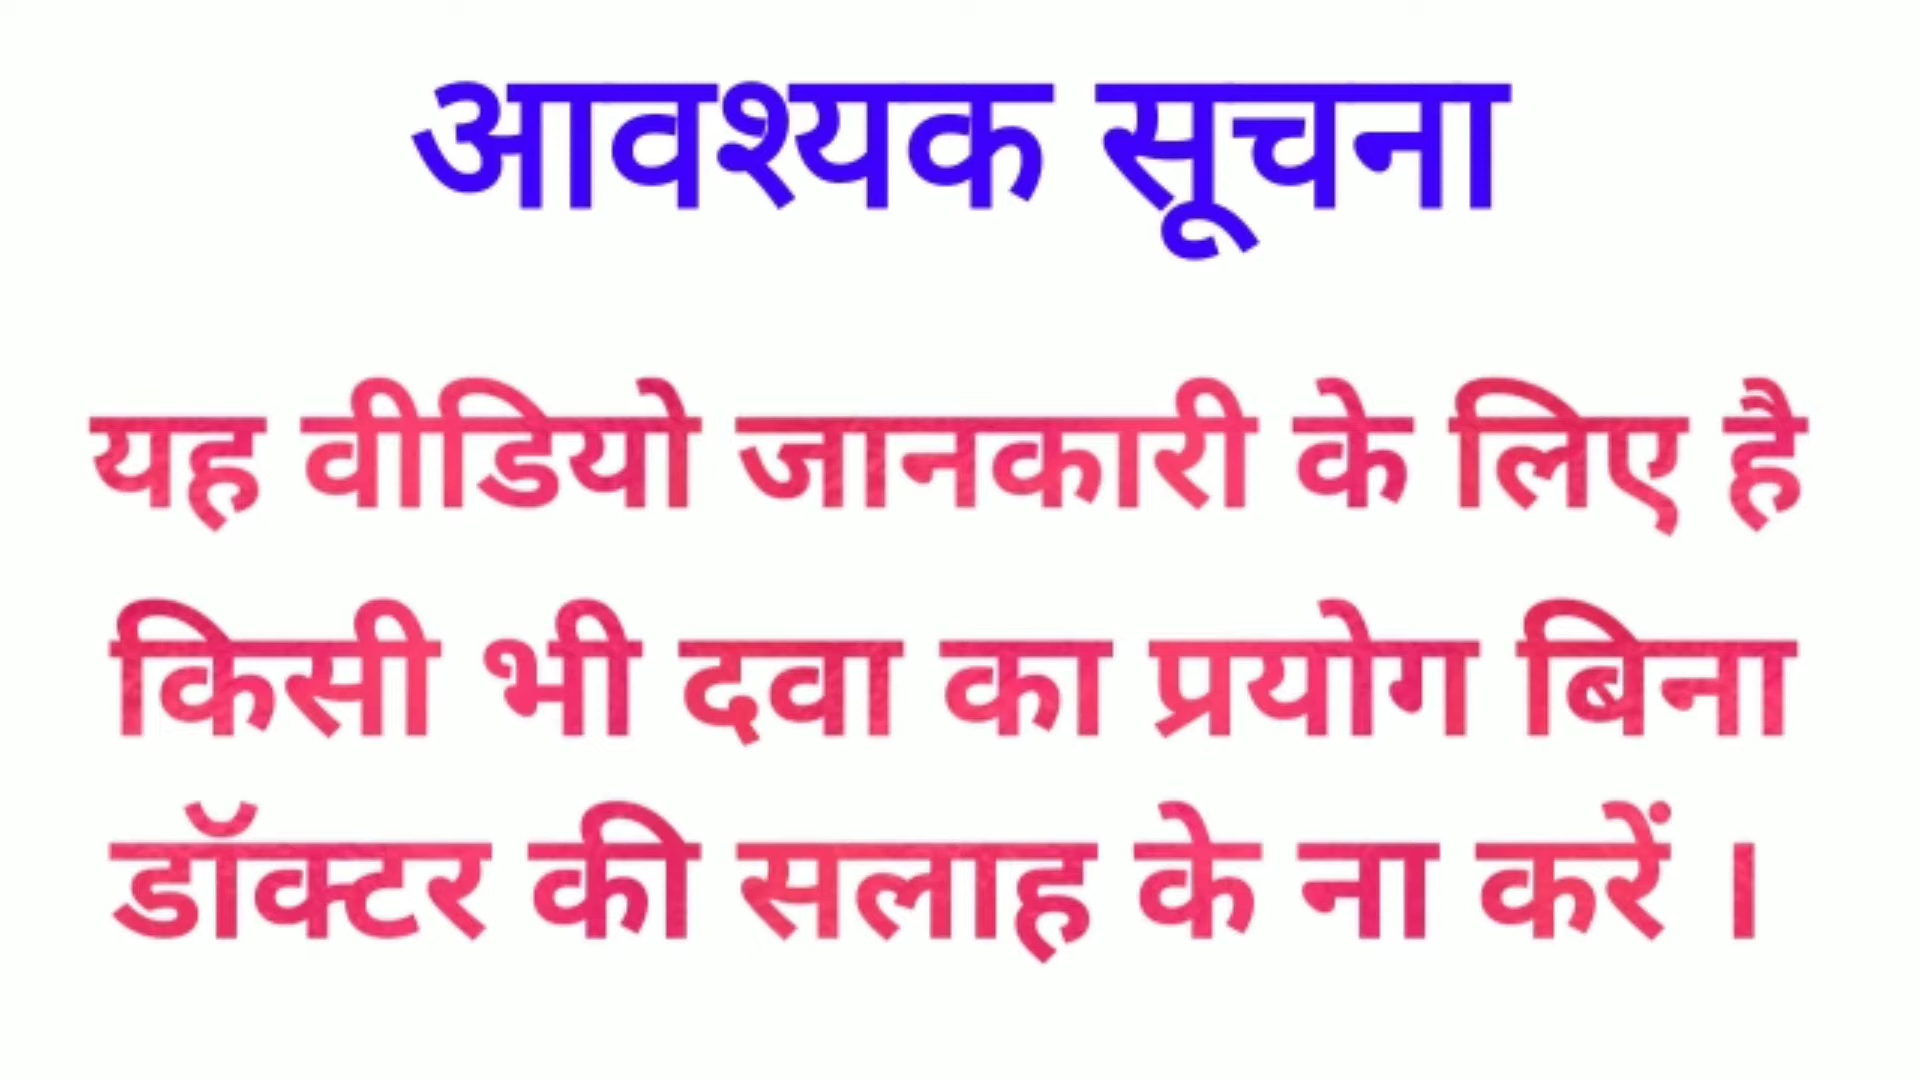 आवश्यक सूचना
यह वीडियो जानकारी के लिए है
किसी भी दवा का प्रयोग बिना
डॉक्टर की सलाह के ना करें ।